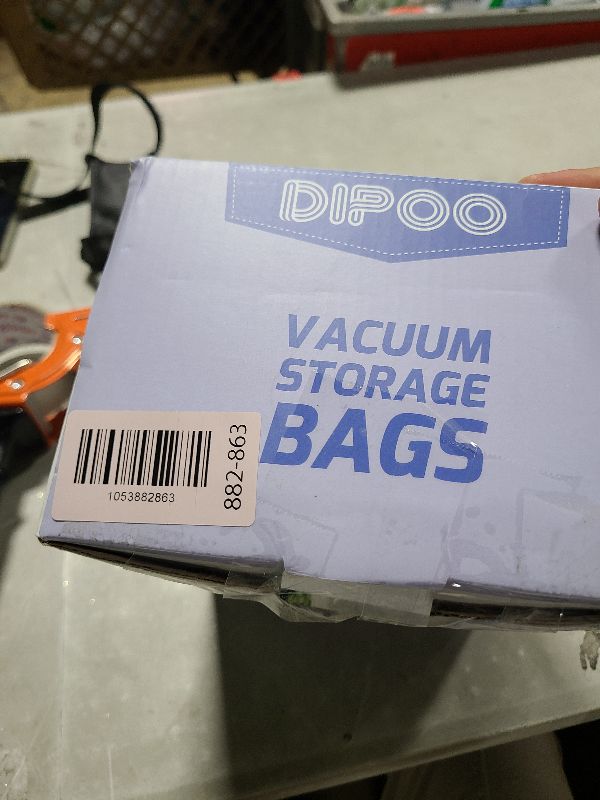 DIPOO
VACUUM
STORAGE
BAGS
1053882863
882-863